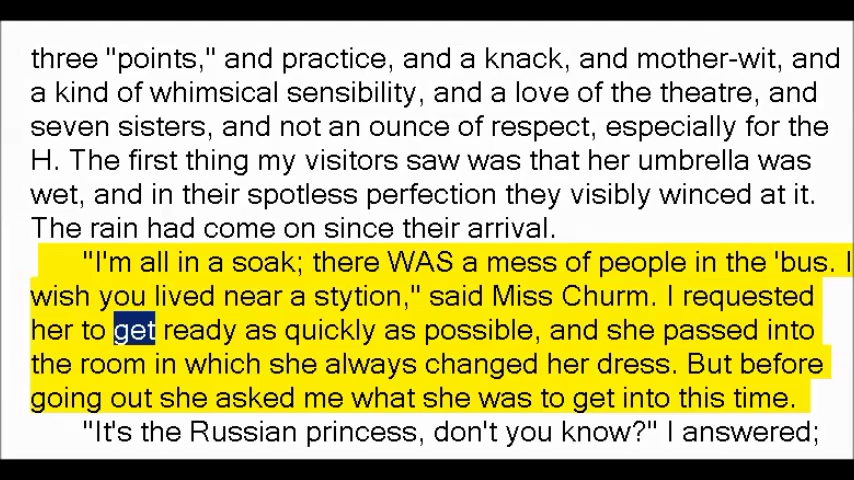 three "points," and practice, and a knack, and mother-wit, and
a kind of whimsical sensibility, and a love of the theatre, and
seven sisters, and not an ounce of respect, especially for the
H. The first thing my visitors saw was that her umbrella was
wet, and in their spotless perfection they visibly winced at it.
The rain had come on since their arrival.
"I'm all in a soak; there WAS a mess of people in the 'bus. I
wish you lived near a stytion," said Miss Churm. I requested
her to get ready as quickly as possible, and she passed into
the room in which she always changed her dress. But before
going out she asked me what she was to get into this time.
"It's the Russian princess, don't you know?" I answered;